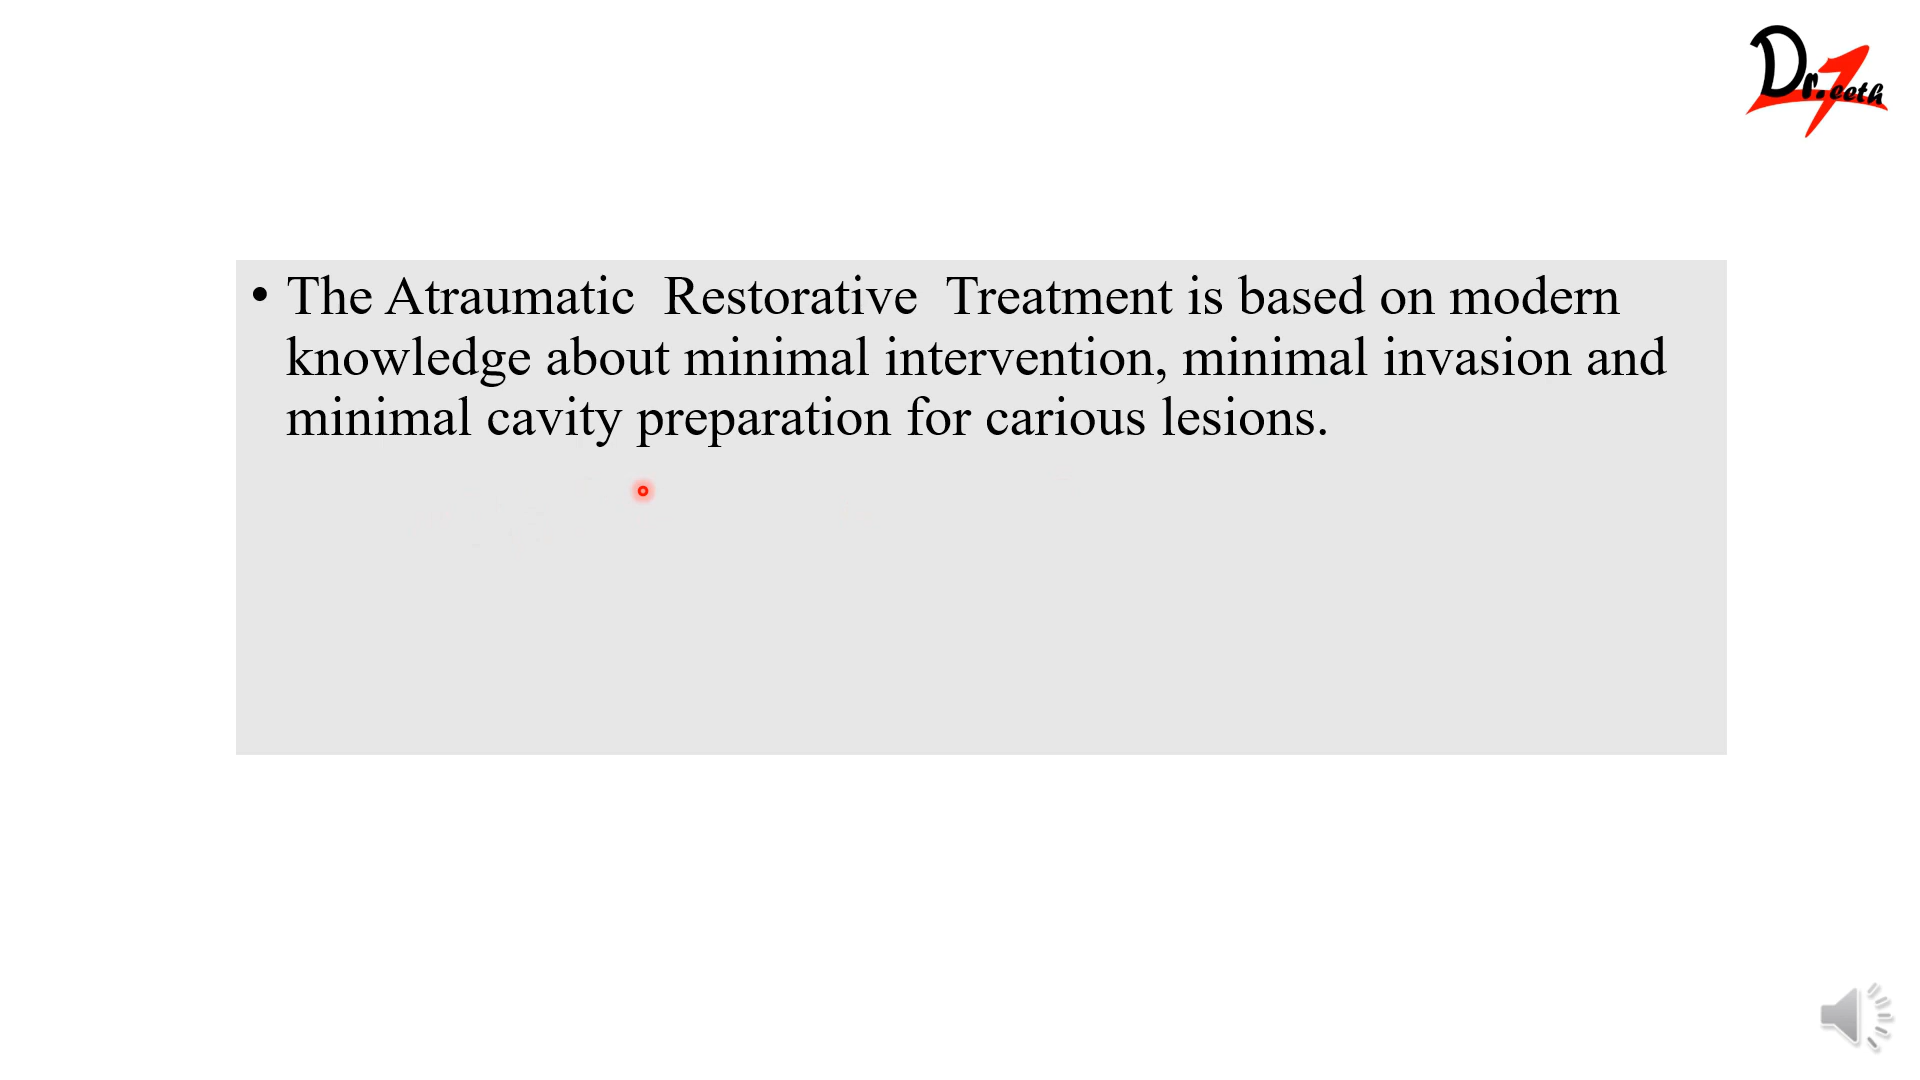 Dr.Teeth
• The Atraumatic  Restorative  Treatment is based on modern
knowledge about minimal intervention, minimal invasion and
minimal cavity preparation for carious lesions.